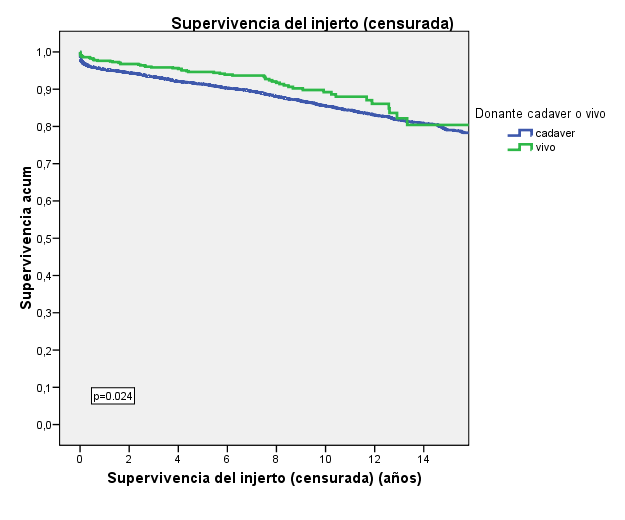 Supervivencia del injerto (censurada)
1,0
0,9
0,8
0,7
0,6
0,5
0,4
0,3
0,2
0,1
0,0
Supervivencia acum
p=0.024
0 2 4 6 8 10 12 14
Supervivencia del injerto (censurada) (años)
Donante cadaver o vivo
cadaver
vivo